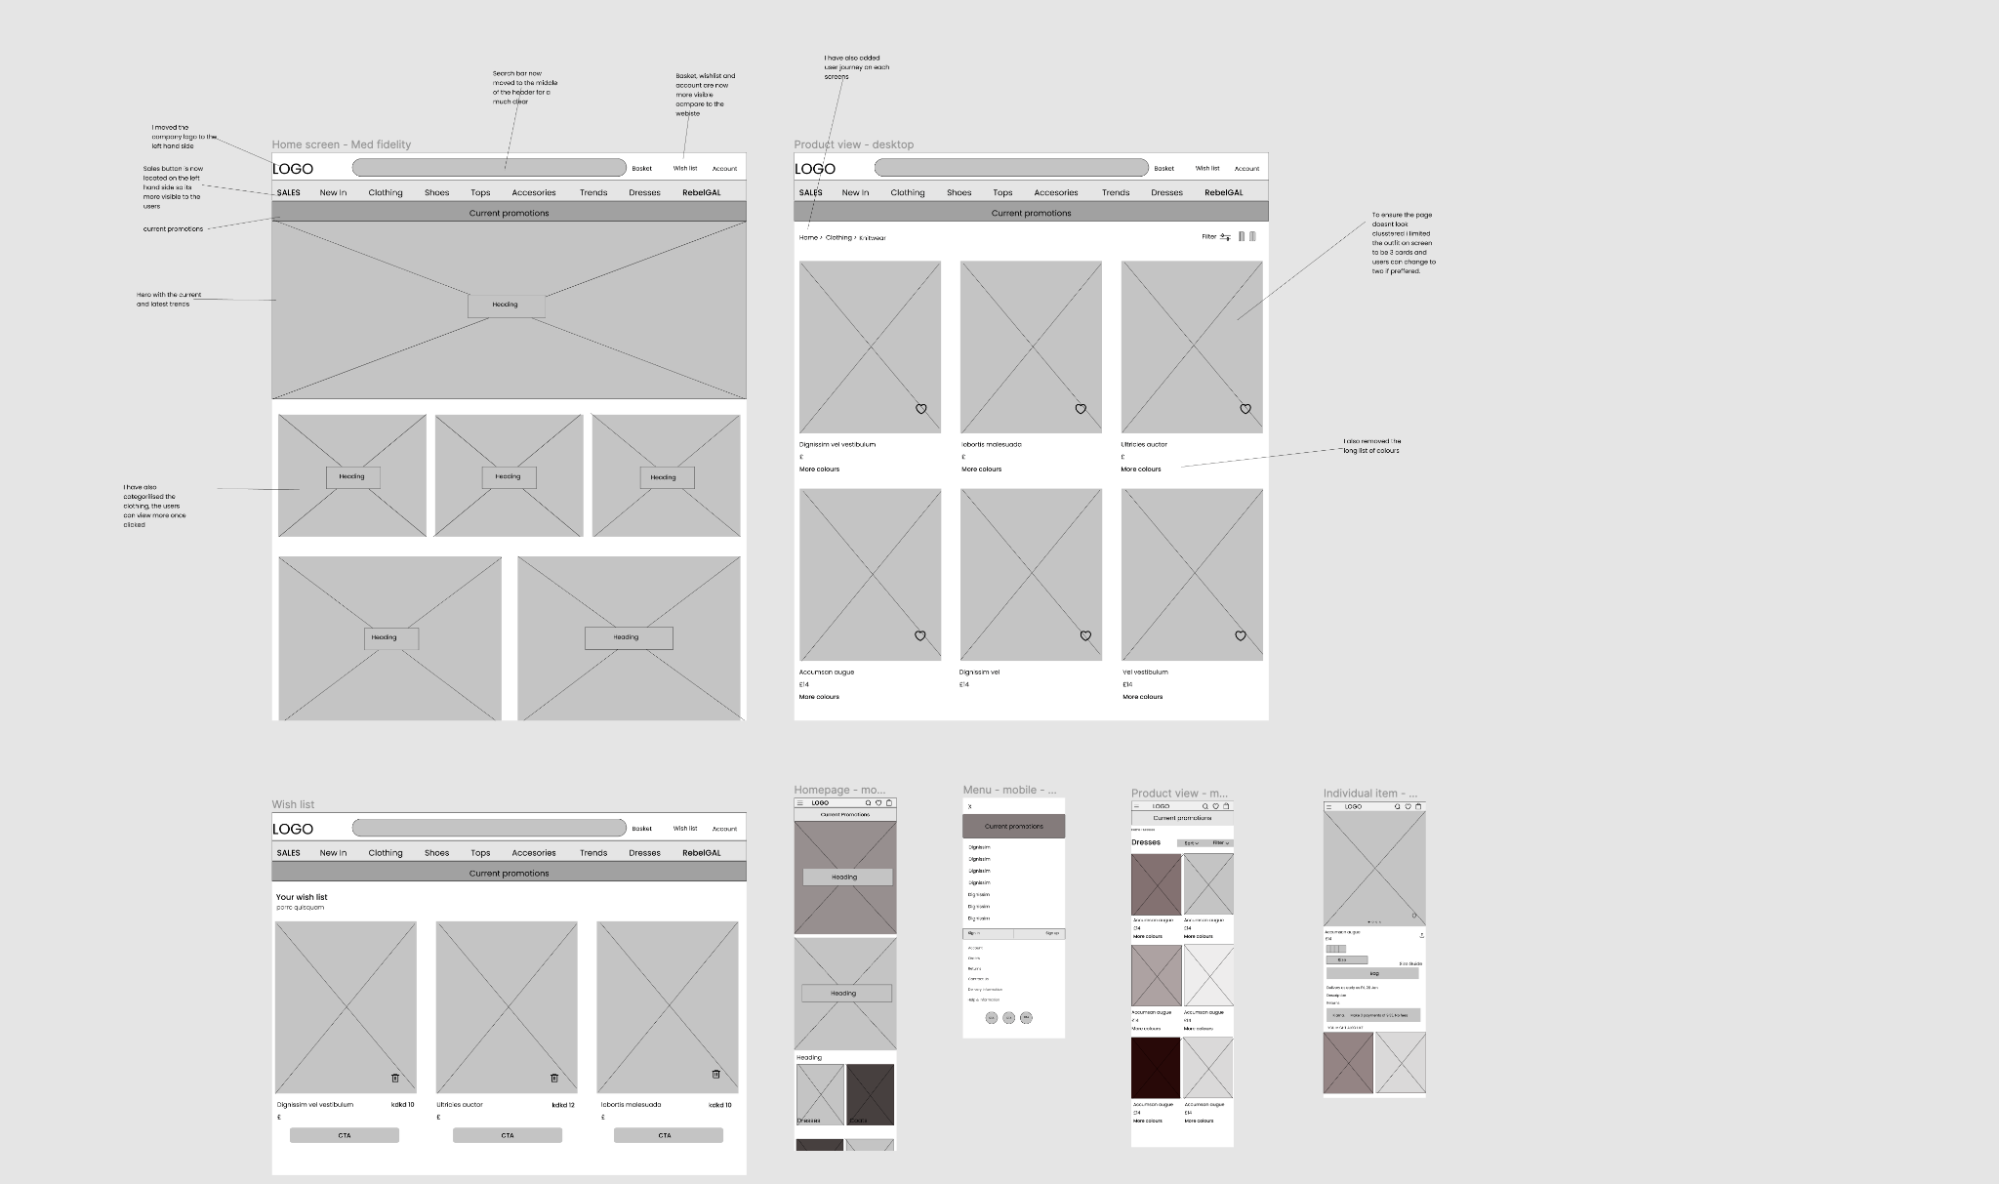 I have also added
user journey on each
screens
Search bar now
moved to the middle
of the header for a
much clear
Basket, wishlist and
account are now
more visible
compare to the
webiste
I moved the
company logo to the
left hand side
Sales button is now
located on the left
hand side so its
more visible to the
users
current promotions
Hero with the current
and latest trends
I have also
categorilised the
clothing, the users
can view more once
clicked
Home screen - Med fidelity
LOGO
Basket Wish list Account
SALES New In Clothing Shoes Tops Accesories Trends Dresses RebelGAL
Current promotions
Heading
Heading Heading Heading
Heading Heading
Product view - desktop
LOGO
Basket Wish list Account
SALES New In Clothing Shoes Tops Accesories Trends Dresses RebelGAL
Current promotions
Home > Clothing > Knitwear Filter
Dignissim vel vestibulum lobortis malesuada Ultricies auctor
£ £ £
More colours More colours More colours
Accumsan augue Dignissim vel Vel vestibulum
£14 £14 £14
More colours More colours
To ensure the page
doesnt look
clusstered i limited
the outfit on screen
to be 3 cards and
users can change to
two if preffered.
I also removed the
long list of colours
Wish list
LOGO
Basket Wish list Account
SALES New In Clothing Shoes Tops Accesories Trends Dresses RebelGAL
Current promotions
Your wish list
porro quisquam
Dignissim vel vestibulum kdkd 10 Ultricies auctor kdkd 12 lobortis malesuada kdkd 10
£ £ £
CTA CTA CTA
Homepage - mo...
LOGO
Current Promotions
Heading
Heading
Heading
Dresses
Menu - mobile - ...
X
Current promotions
Dignissim
Dignissim
Dignissim
Dignissim
Dignissim
Dignissim
Dignissim
Sign in Sign up
Account
Returns
Delivery information
Help & information
Product view - m...
LOGO
Current promotions
Dresses Sort Filter
Accumsan augue Accumsan augue
£14 £14
More colours More colours
Accumsan augue Accumsan augue
£14 £14
More colours More colours
Accumsan augue Accumsan augue
£14 £14
More colours More colours
Individual item - ...
LOGO
Accumsan augue
£14
Size Size Guide
Bag
Description